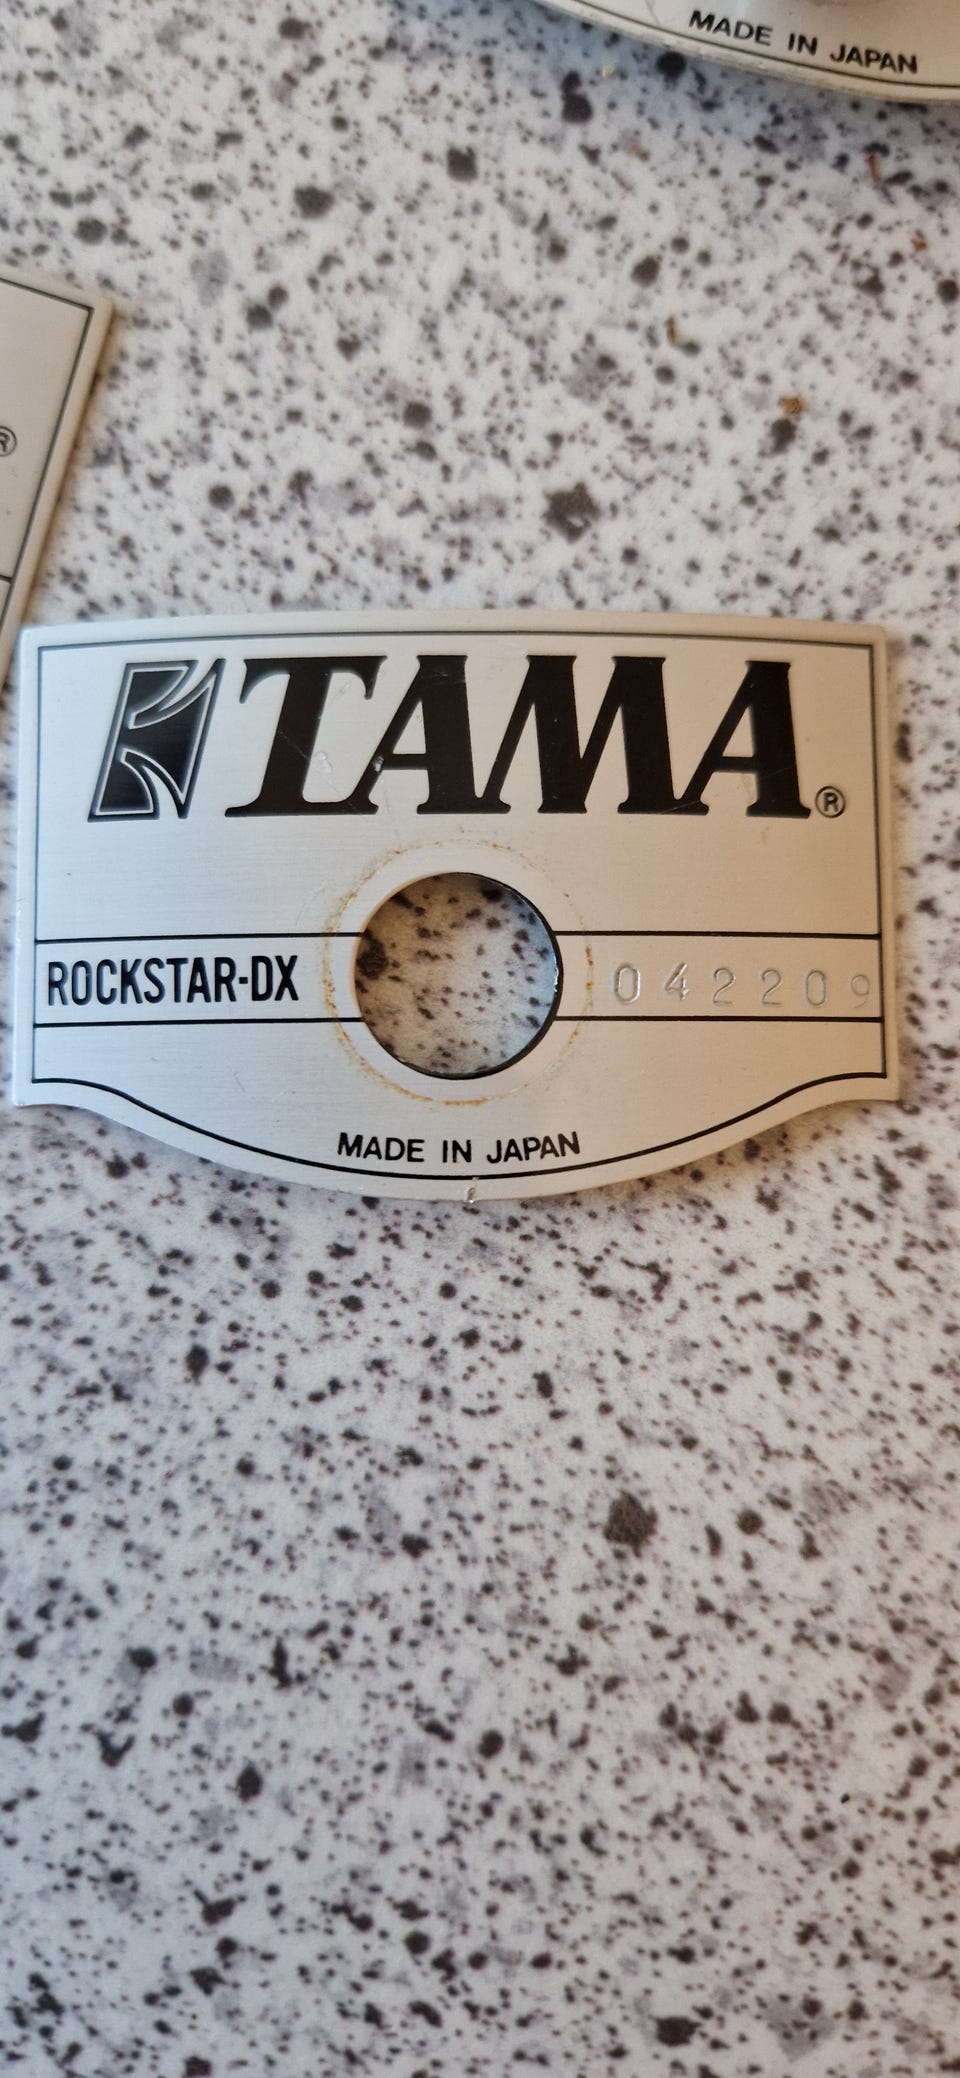 MADE IN JAPAN
®
TAMA®
ROCKSTAR-DX 042209
MADE IN JAPAN